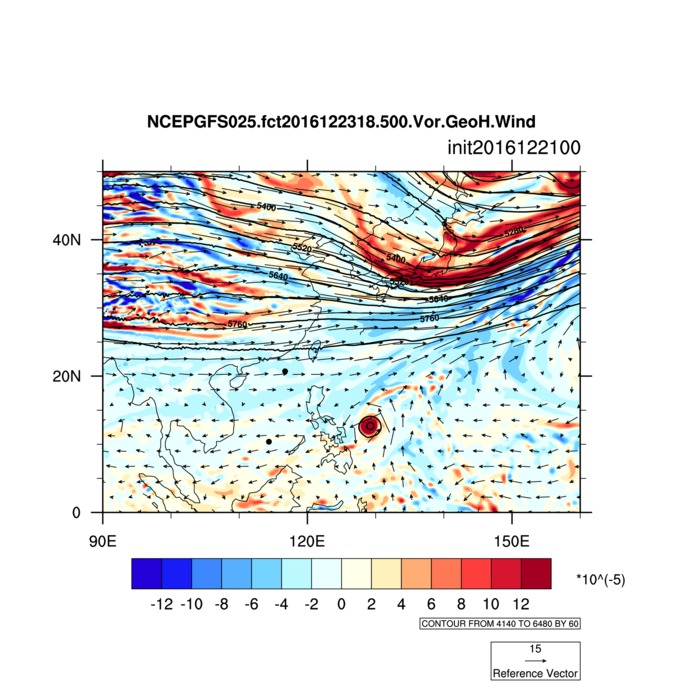 NCEPGFS025.fct2016122318.500.Vor.GeoH.Wind
init2016122100
5400
5280
5520
5400
5640
5640
5760
5760
40N
20N
0
90E 120E 150E
-12 -10 -8 -6 -4 -2 0 2 4 6 8 10 12
*10^(-5)
CONTOUR FROM 4140 TO 6480 BY 60
15
Reference Vector